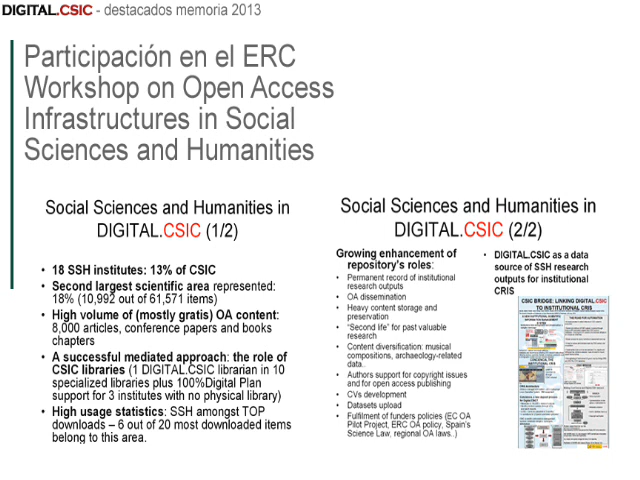 DIGITAL.CSIC - destacados memoria 2013
Participación en el ERC
Workshop on Open Access
Infrastructures in Social
Sciences and Humanities
Social Sciences and Humanities in
DIGITAL.CSIC (1/2)
• 18 SSH institutes: 13% of CSIC
• Second largest scientific area represented:
18% (10,992 out of 61,571 items)
• High volume of (mostly gratis) OA content:
8,000 articles, conference papers and books
chapters
• A successful mediated approach: the role of
CSIC libraries (1 DIGITAL.CSIC librarian in 10
specialized libraries plus 100%Digital Plan
support for 3 institutes with no physical library)
• High usage statistics: SSH amongst TOP
downloads – 6 out of 20 most downloaded items
belong to this area.
Social Sciences and Humanities in
DIGITAL.CSIC (2/2)
Growing enhancement of
repository's roles:
• Permanent record of institutional
research outputs
• OA dissemination
• Heavy content storage and
preservation
• "Second life" for past valuable
research
• Content diversification: musical
compositions, archaeology-related
data..
• Authors support for copyright issues
and for open access publishing
• CVs development
• Datasets upload
• Fulfilment of funders policies (EC OA
Pilot Project, ERC OA policy, Spain's
Science Law, regional OA laws..)
• DIGITAL.CSIC as a data
source of SSH research
outputs for institutional
CRIS
CSIC BRIDGE: LINKING DIGITAL.CSIC
TO INSTITUTIONAL CRIS